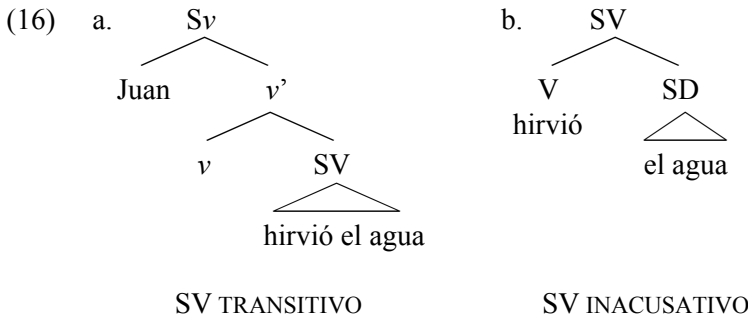 (16) a. Sv b. SV
Juan v’ V SD
hirvió
v SV el agua
hirvió el agua
SV TRANSITIVO SV INACUSATIVO